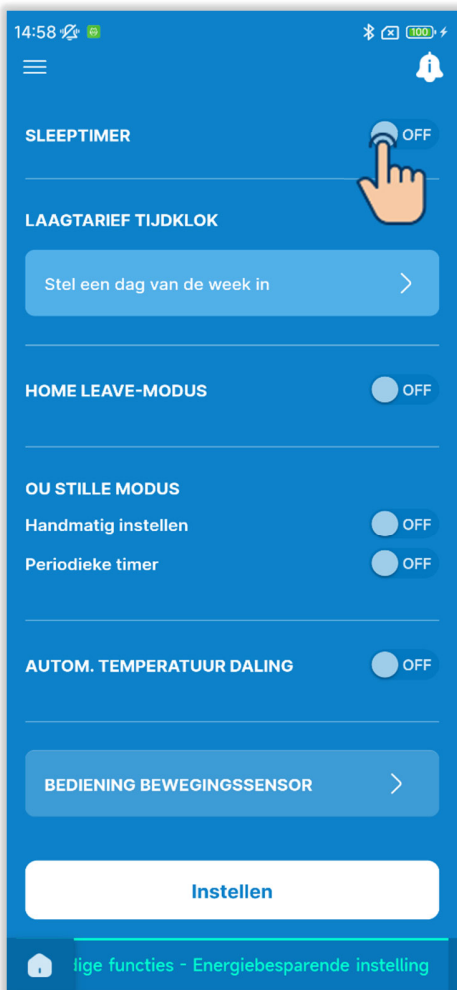 14:58
100
SLEEPTIMER
OFF
LAAGTARIEF TIJDKLOK
Stel een dag van de week in
HOME LEAVE-MODUS
OFF
OU STILLE MODUS
Handmatig instellen
OFF
Periodieke timer
OFF
AUTOM. TEMPERATUUR DALING
OFF
BEDIENING BEWEGINGSSENSOR
Instellen
dige functies - Energiebesparende instelling